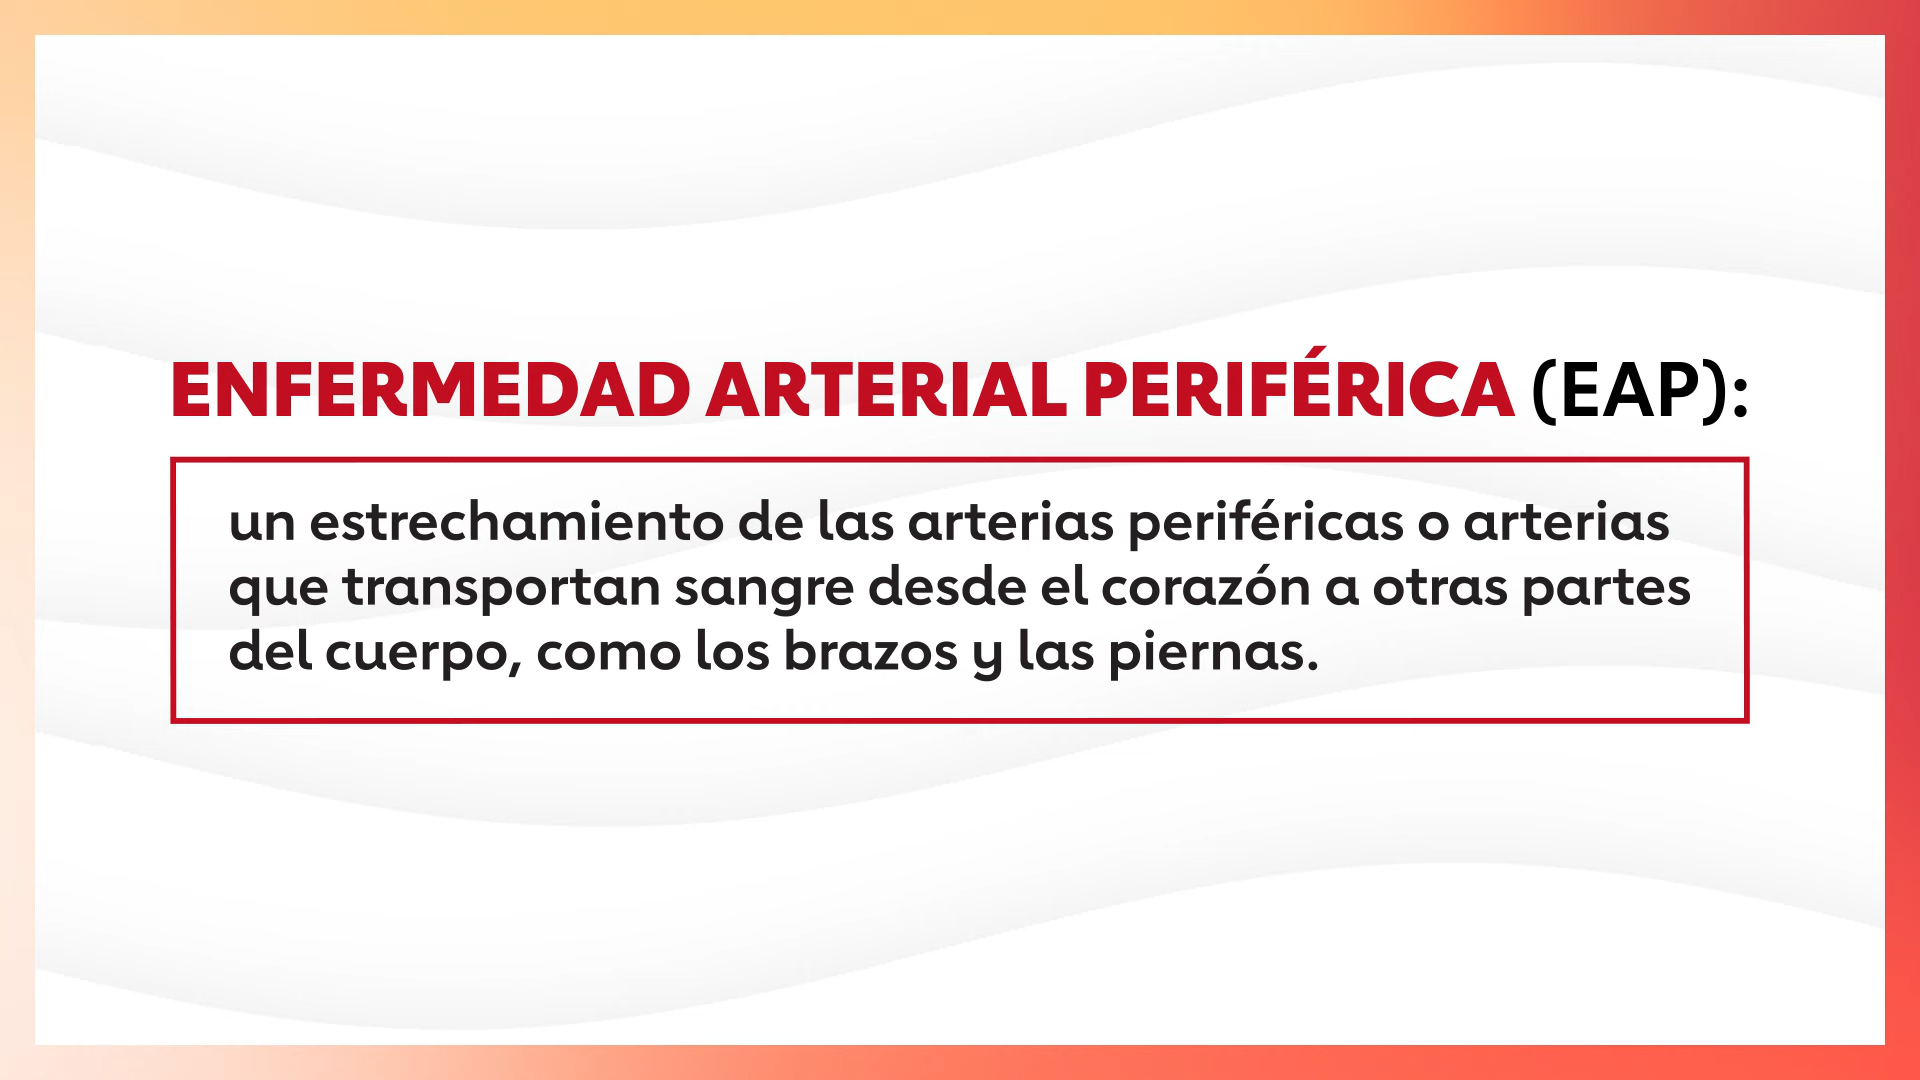 ENFERMEDAD ARTERIAL PERIFÉRICA (EAP):
un estrechamiento de las arterias periféricas o arterias
que transportan sangre desde el corazón a otras partes
del cuerpo, como los brazos y las piernas.